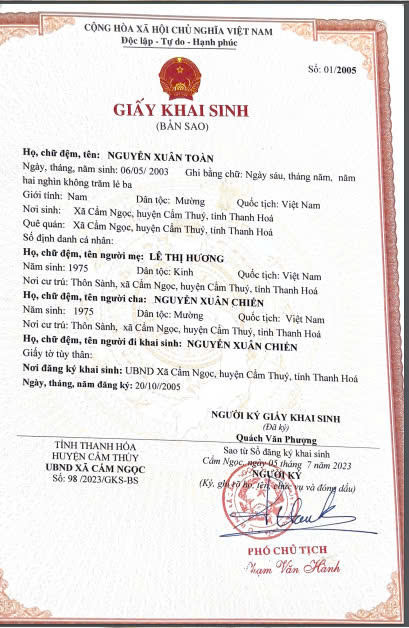 CỘNG HÒA XÃ HỘI CHỦ NGHĨA VIỆT NAM
Độc lập - Tự do - Hạnh phúc
Số: 01/2005
GIẤY KHAI SINH
(BẢN SAO)
Họ, chữ đệm, tên: NGUYỄN XUÂN TOÀN
Ngày, tháng, năm sinh: 06/05/ 2003 Ghi bằng chữ: Ngày sáu, tháng năm, năm
hai nghìn không trăm lẻ ba
Giới tính: Nam Dân tộc: Mường Quốc tịch: Việt Nam
Nơi sinh: Xã Cẩm Ngọc, huyện Cẩm Thuỷ, tỉnh Thanh Hoá
Quê quán: Xã Cẩm Ngọc, huyện Cẩm Thuỷ, tỉnh Thanh Hoá
Số định danh cá nhân:
Họ, chữ đệm, tên người mẹ: LÊ THỊ HƯƠNG
Năm sinh: 1975 Dân tộc: Kinh Quốc tịch: Việt Nam
Nơi cư trú: Thôn Sành, xã Cẩm Ngọc, huyện Cẩm Thuỷ, tỉnh Thanh Hoá
Họ, chữ đệm, tên người cha: NGUYỄN XUÂN CHIẾN
Năm sinh: 1975 Dân tộc: Mường Quốc tịch: Việt Nam
Nơi cư trú: Thôn Sành, xã Cẩm Ngọc, huyện Cẩm Thuỷ, tỉnh Thanh Hoá
Họ, chữ đệm, tên người đi khai sinh: NGUYỄN XUÂN CHIẾN
Giấy tờ tùy thân:
Nơi đăng ký khai sinh: UBND Xã Cẩm Ngọc, huyện Cẩm Thuỷ, tỉnh Thanh Hoá
Ngày, tháng, năm đăng ký: 20/10/2005
NGƯỜI KÝ GIẤY KHAI SINH
(Đã ký)
Quách Văn Phượng
TỈNH THANH HÓA
HUYỆN CẨM THỦY
UBND XÃ CẨM NGỌC
Số: 98 /2023/GKS-BS
Sao từ Sổ đăng ký khai sinh
Cẩm Ngọc, ngày 05 tháng 7 năm 2023
NGƯỜI KÝ
(Ký, ghi rõ họ, tên, chức vụ và đóng dấu)
PHÓ CHỦ TỊCH
Phạm Văn Hành